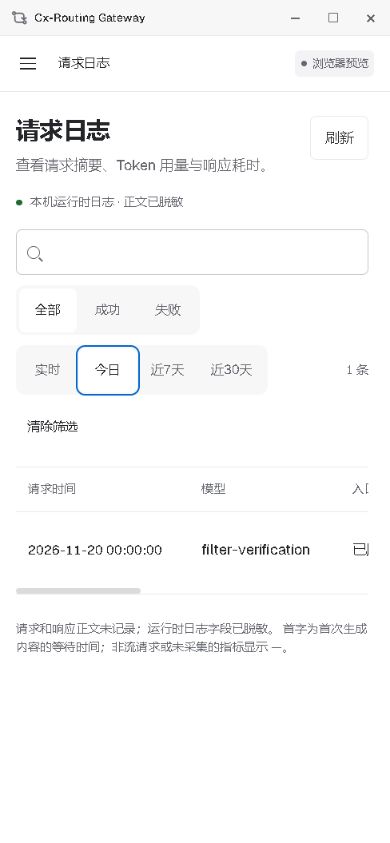 Cx-Routing Gateway
请求日志
浏览器预览
请求日志
刷新
查看请求摘要、Token 用量与响应耗时。
本机运行时日志 · 正文已脱敏
全部 成功 失败
实时 今日 近7天 近30天 1 条
清除筛选
请求时间 模型 入
2026-11-20 00:00:00 filter-verification 已
请求和响应正文未记录；运行时日志字段已脱敏。 首字为首次生成
内容的等待时间；非流请求或未采集的指标显示 —。